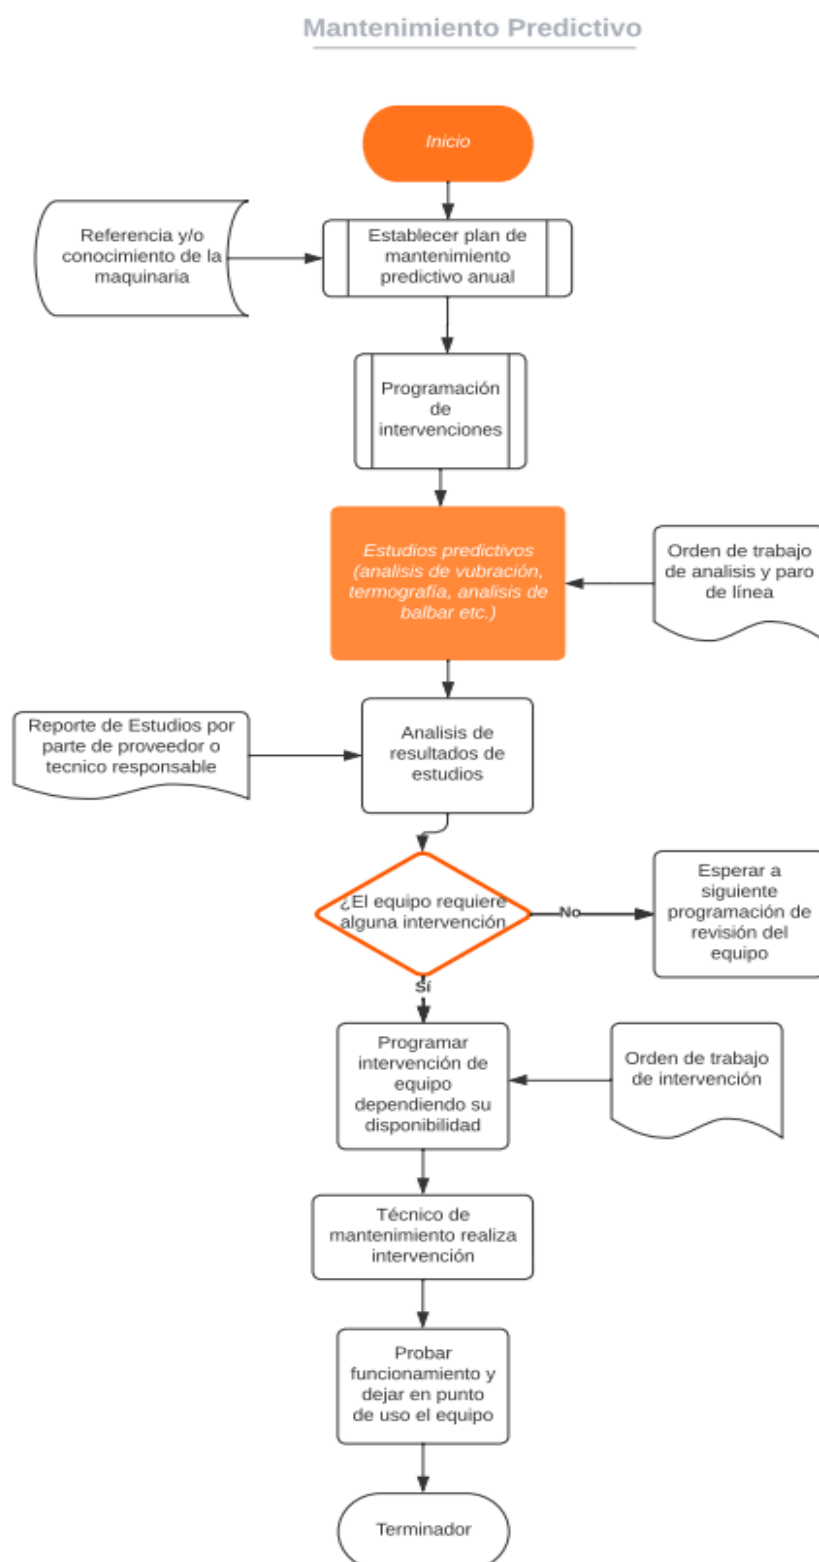 Mantenimiento Predictivo
Inicio
Referencia y/o
conocimiento de la
maquinaria
Establecer plan de
mantenimiento
predictivo anual
Programación
de
intervenciones
Estudios predictivos
(analisis de vubración,
termografía, analisis de
balbar etc.)
Orden de trabajo
de analisis y paro
de línea
Reporte de Estudios por
parte de proveedor o
tecnico responsable
Analisis de
resultados de
estudios
¿El equipo requiere
alguna intervención
No
Esperar a
siguiente
programación de
revisión del
equipo
Sí
Programar
intervención de
equipo
dependiendo su
disponibilidad
Orden de trabajo
de intervención
Técnico de
mantenimiento realiza
intervención
Probar
funcionamiento y
dejar en punto
de uso el equipo
Terminador